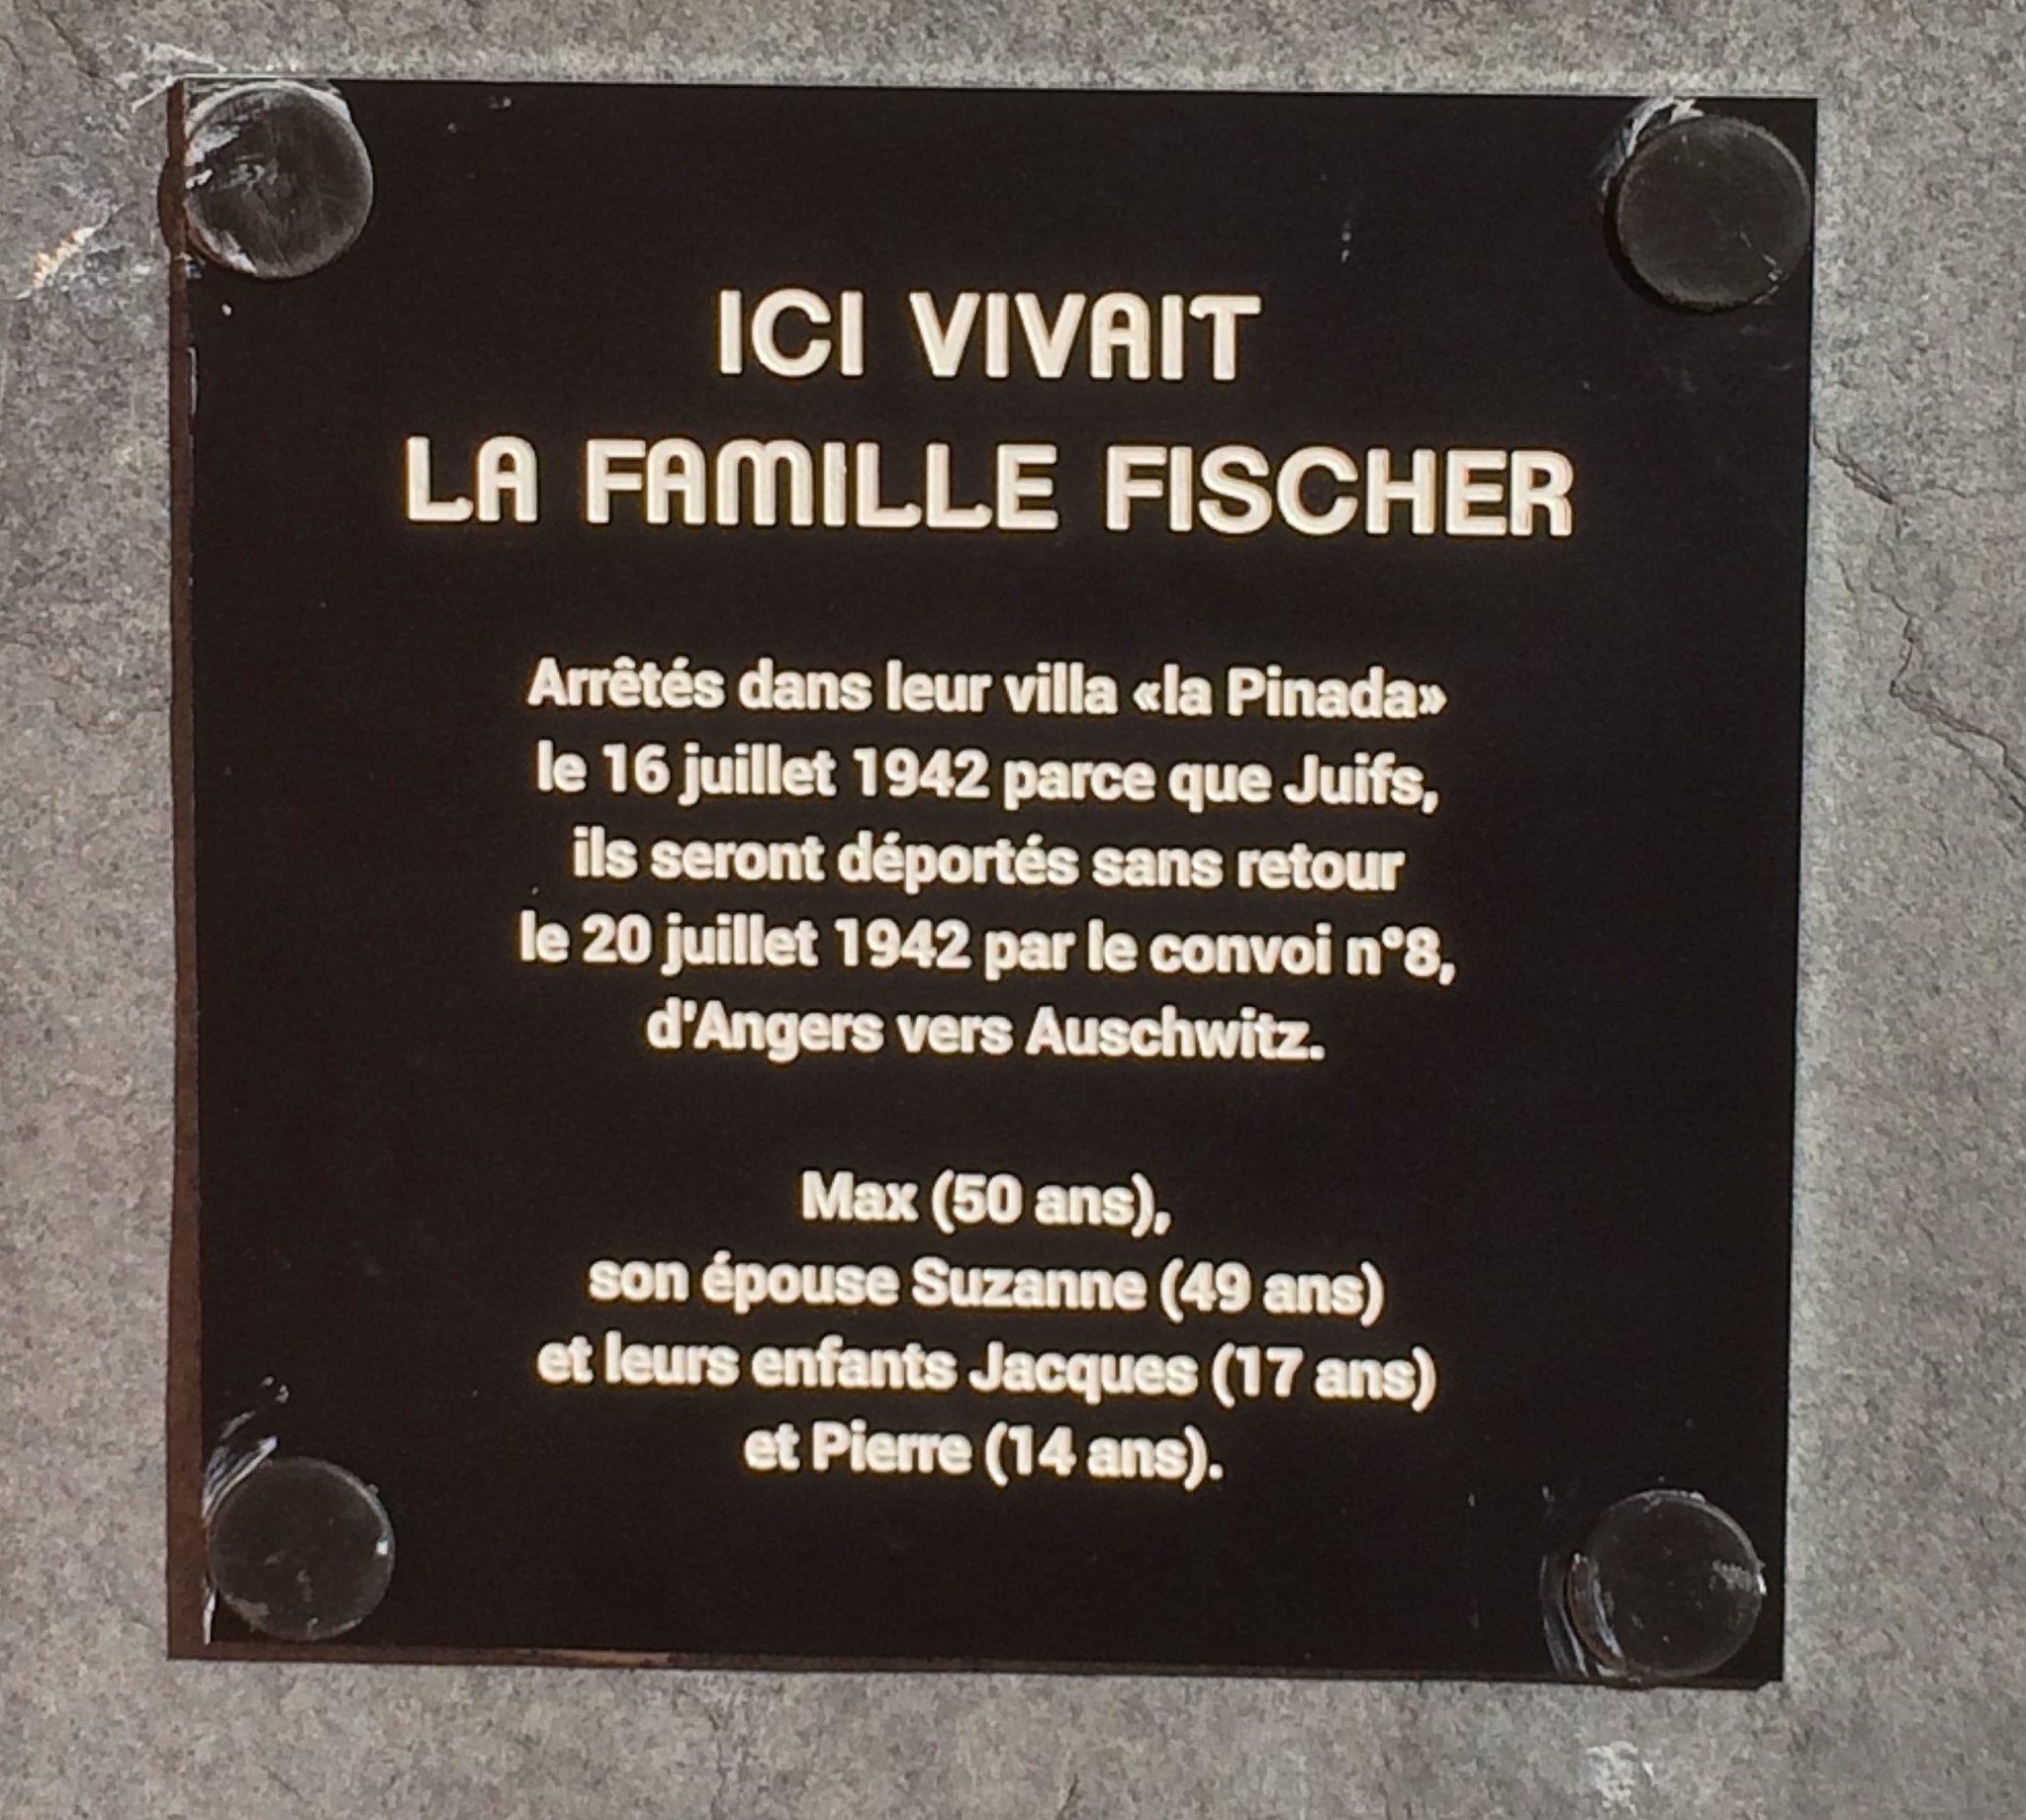 ICI VIVAIT
LA FAMILLE FISCHER
Arrêtés dans leur villa «la Pinada»
le 16 juillet 1942 parce que Juifs,
ils seront déportés sans retour
le 20 juillet 1942 par le convoi n°8,
d'Angers vers Auschwitz.
Max (50 ans),
son épouse Suzanne (49 ans)
et leurs enfants Jacques (17 ans)
et Pierre (14 ans).